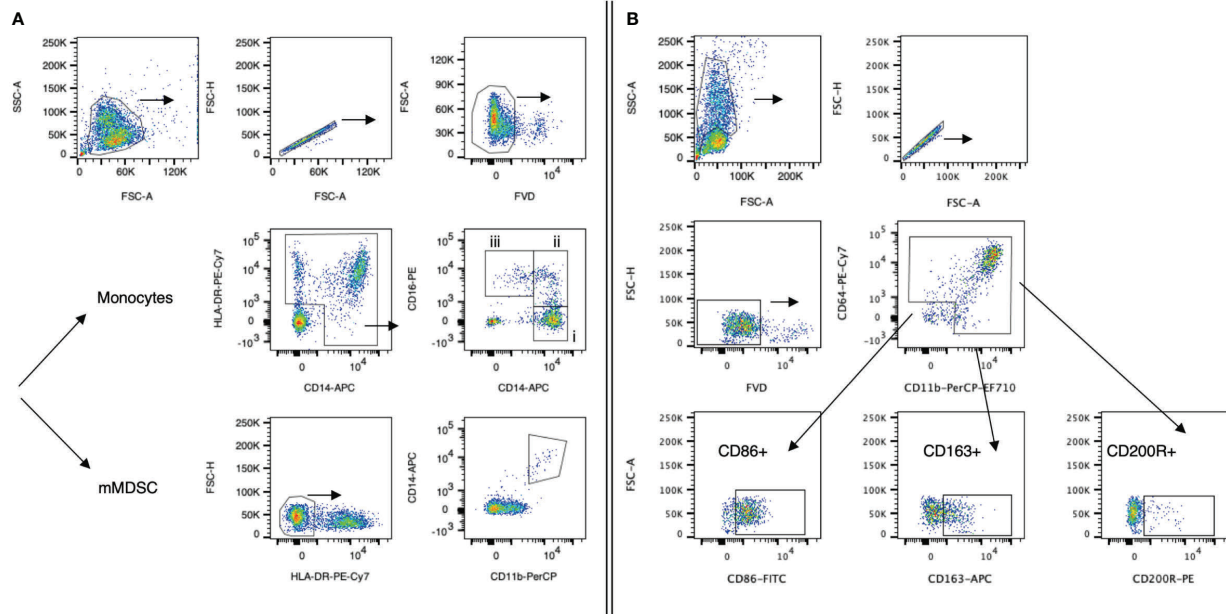 A
B
250K
200K
150K
100K
50K
0
SSC-A
0
60K
120K
FSC-A
250K
200K
150K
100K
50K
0
FSC-H
0
60K
120K
FSC-A
120K
90K
60K
30K
0
FSC-A
0
10^4
FVD
Monocytes
10^5
10^4
10^3
0
-10^3
HLA-DR-PE-Cy7
0
10^4
CD14-APC
10^5
10^4
10^3
0
-10^3
CD16-PE
iii
ii
i
0
10^4
CD14-APC
mMDSC
250K
200K
150K
100K
50K
0
FSC-H
0
10^4
HLA-DR-PE-Cy7
10^5
10^4
10^3
0
-10^3
CD14-APC
0
10^4
CD11b-PerCP
250K
200K
150K
100K
50K
0
SSC-A
0
100K
200K
FSC-A
250K
200K
150K
100K
50K
0
FSC-H
0
100K
200K
FSC-A
250K
200K
150K
100K
50K
0
FSC-H
0
10^4
FVD
10^5
10^4
10^3
0
-10^3
CD64-PE-Cy7
0
10^4
CD11b-PerCP-EF710
250K
200K
150K
100K
50K
0
FSC-A
CD86+
0
10^4
CD86-FITC
250K
200K
150K
100K
50K
0
CD163+
0
10^4
CD163-APC
250K
200K
150K
100K
50K
0
CD200R+
0
10^4
CD200R-PE